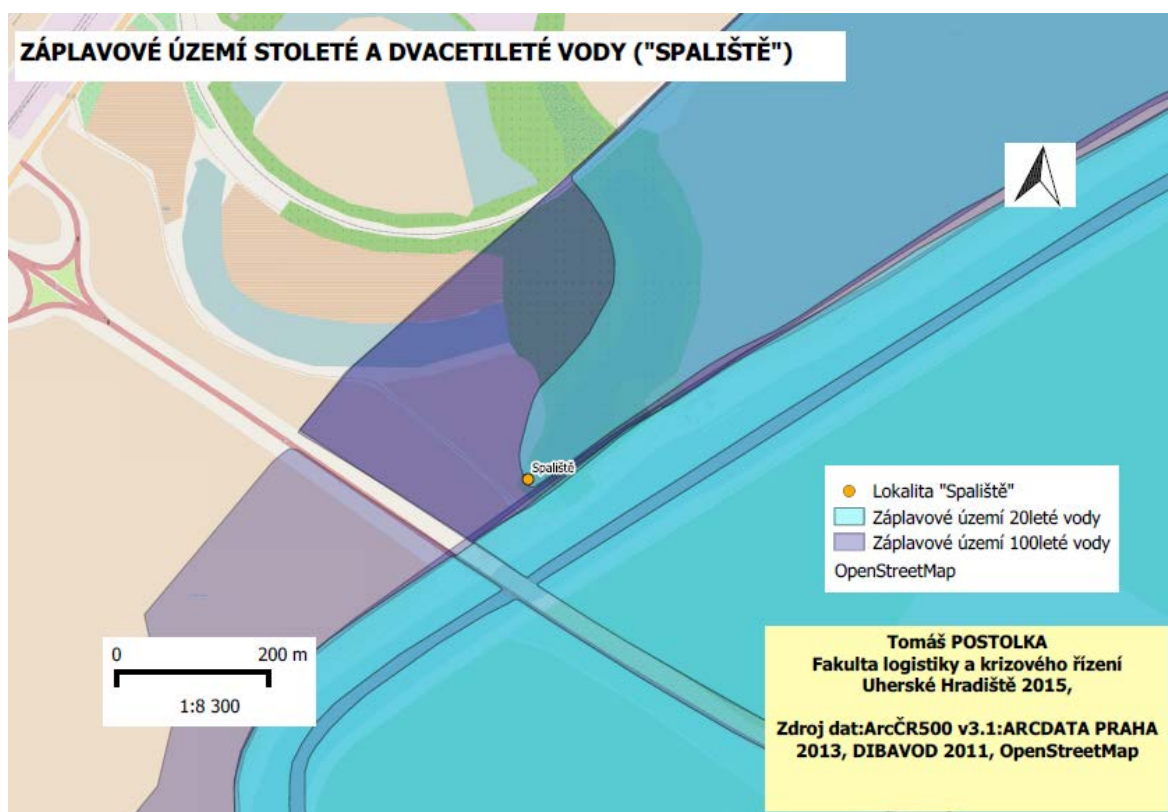 ZÁPLAVOVÉ ÚZEMÍ STOLETÉ A DVACETILETÉ VODY ("SPALIŠTĚ")
Spaliště
Lokalita "Spaliště"
Záplavové území 20leté vody
Záplavové území 100leté vody
OpenStreetMap
0 200 m
1:8 300
Tomáš POSTOLKA
Fakulta logistiky a krizového řízení
Uherské Hradiště 2015,
Zdroj dat:ArcČR500 v3.1:ARCDATA PRAHA
2013, DIBAVOD 2011, OpenStreetMap